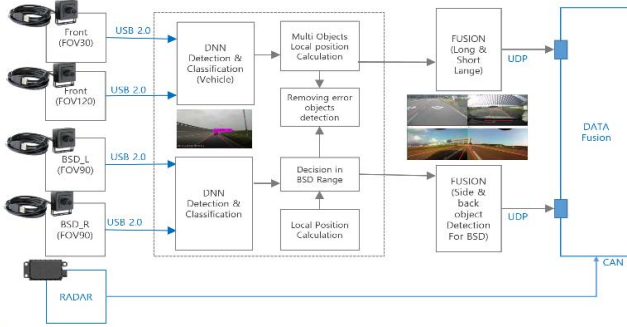 Front
(FOV30)
USB 2.0
Front
(FOV120)
USB 2.0
BSD_L
(FOV90)
USB 2.0
BSD_R
(FOV90)
USB 2.0
RADAR
DNN
Detection &
Classification
(Vehicle)
DNN
Detection &
Classification
Multi Objects
Local position
Calculation
Removing error
objects
detection
Decision in
BSD Range
Local Position
Calculation
FUSION
(Long &
Short
Lange)
UDP
FUSION
(Side &
back
object
Detection
For BSD)
UDP
DATA
Fusion
CAN